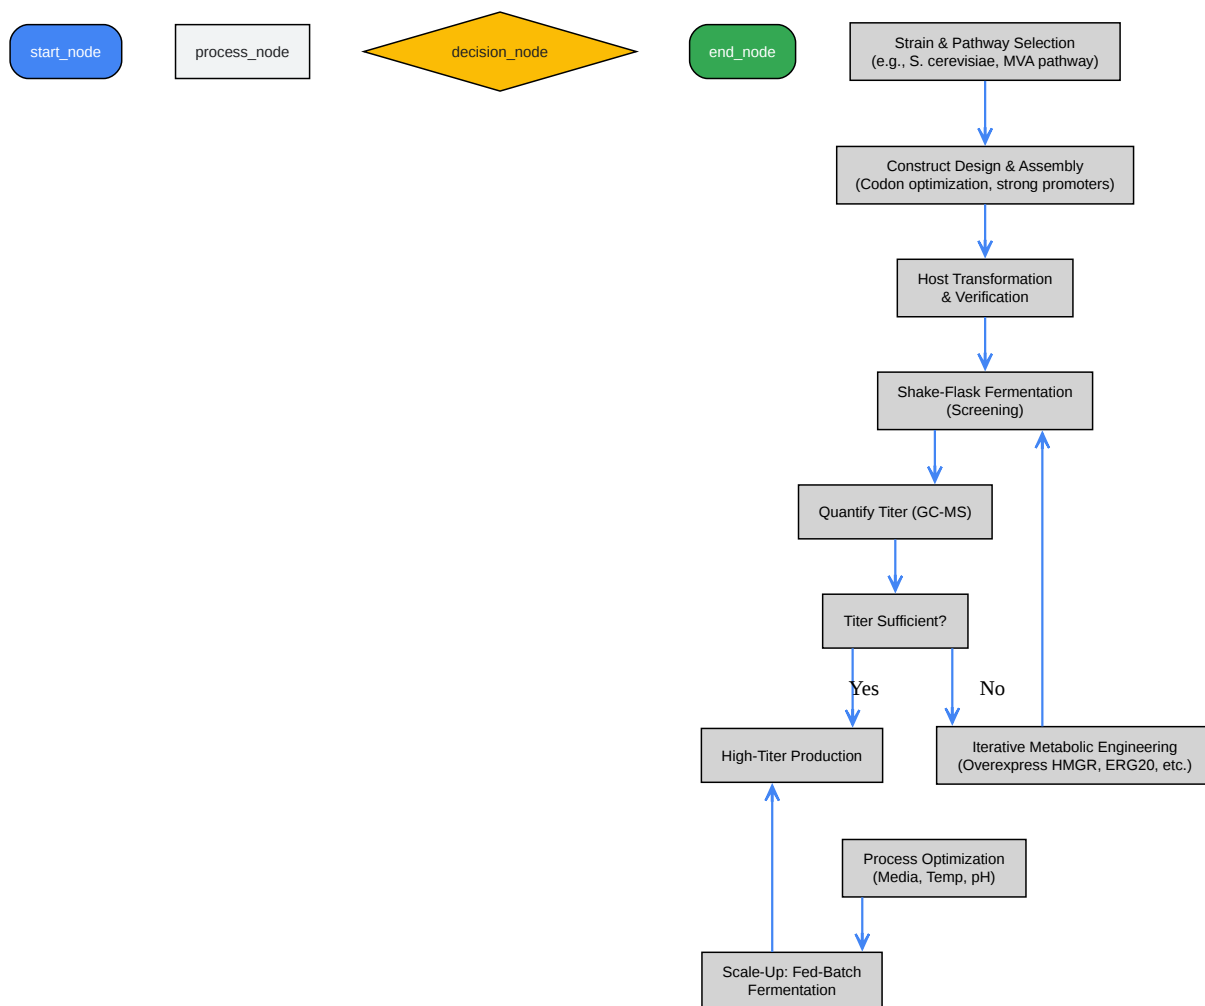 start_node
process_node
decision_node
end_node
Strain & Pathway Selection
(e.g., S. cerevisiae, MVA pathway)
Construct Design & Assembly
(Codon optimization, strong promoters)
Host Transformation
& Verification
Shake-Flask Fermentation
(Screening)
Quantify Titer (GC-MS)
Titer Sufficient?
Yes
No
High-Titer Production
Iterative Metabolic Engineering
(Overexpress HMGR, ERG20, etc.)
Process Optimization
(Media, Temp, pH)
Scale-Up: Fed-Batch
Fermentation